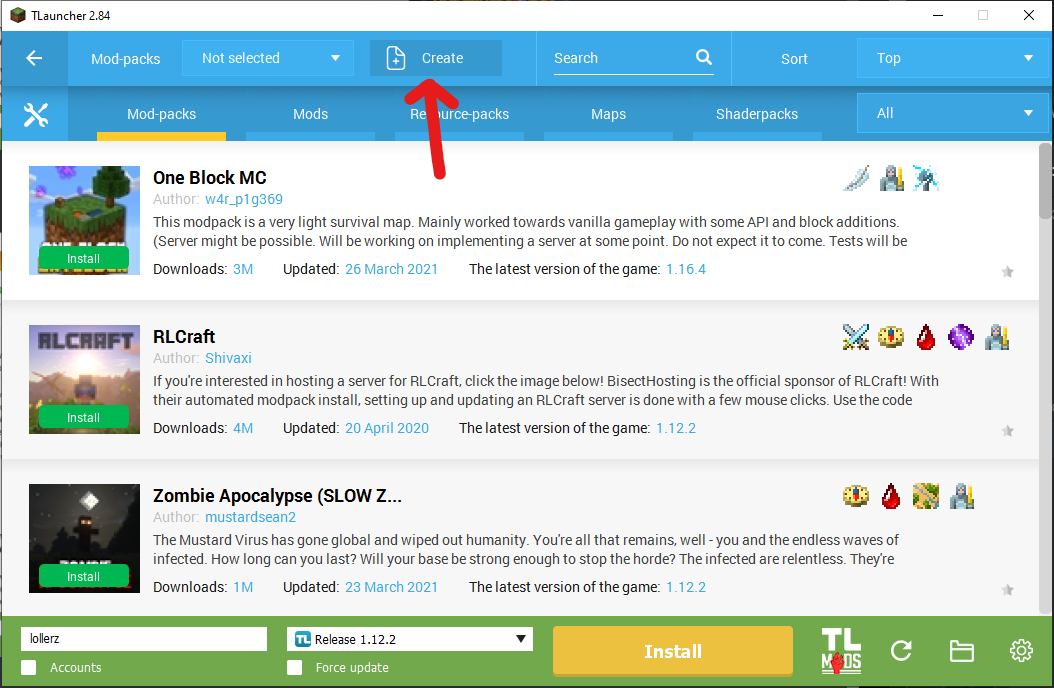 TLauncher 2.84
Mod-packs
Not selected
Create
Search
Sort
Top
Mod-packs
Mods
Resource-packs
Maps
Shaderpacks
All
One Block MC
Author: w4r_p1g369
This modpack is a very light survival map. Mainly worked towards vanilla gameplay with some API and block additions.
(Server might be possible. Will be working on implementing a server at some point. Do not expect it to come. Tests will be
Install
Downloads: 3M Updated: 26 March 2021 The latest version of the game: 1.16.4
RLCRAFT
RLCraft
Author: Shivaxi
If you're interested in hosting a server for RLCraft, click the image below! BisectHosting is the official sponsor of RLCraft! With
their automated modpack install, setting up and updating an RLCraft server is done with a few mouse clicks. Use the code
Install
Downloads: 4M Updated: 20 April 2020 The latest version of the game: 1.12.2
Zombie Apocalypse (SLOW Z...
Author: mustardsean2
The Mustard Virus has gone global and wiped out humanity. You're all that remains, well - you and the endless waves of
infected. How long can you last? Will your base be strong enough to stop the horde? The infected are relentless. They're
Install
Downloads: 1M Updated: 23 March 2021 The latest version of the game: 1.12.2
lollerz
TL Release 1.12.2
Install
TL
MODS
Accounts
Force update